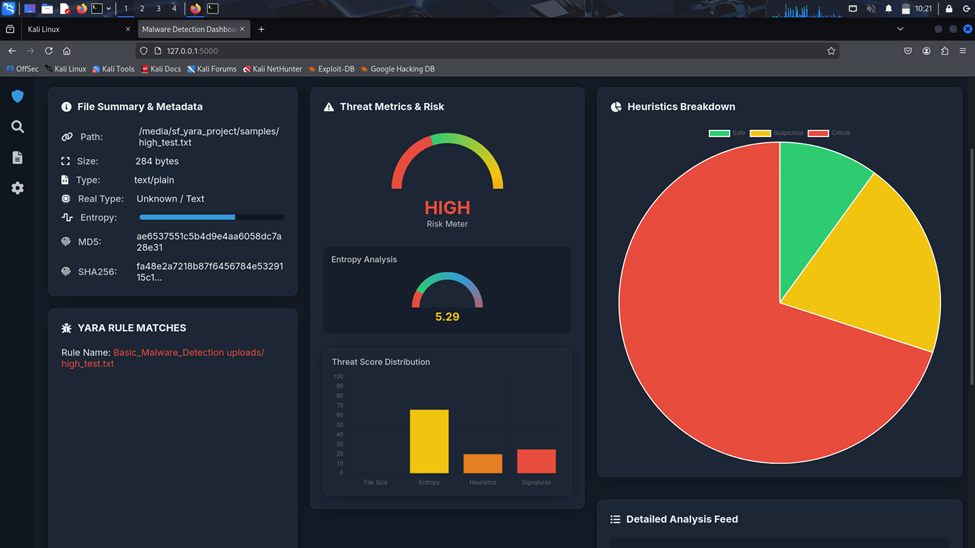 1 2 3 4
10:21
Kali Linux
Malware Detection Dashboa
127.0.0.1:5000
OffSec
Kali Linux
Kali Tools
Kali Docs
Kali Forums
Kali NetHunter
Exploit-DB
Google Hacking DB
File Summary & Metadata
Path: /media/sf_yara_project/samples/
high_test.txt
Size: 284 bytes
Type: text/plain
Real Type: Unknown / Text
Entropy:
MD5: ae6537551c5b4d9e4aa6058dc7a
28e31
SHA256: fa48e2a7218b87f6456784e53291
15c1...
YARA RULE MATCHES
Rule Name: Basic_Malware_Detection uploads/
high_test.txt
Threat Metrics & Risk
HIGH
Risk Meter
Entropy Analysis
5.29
Threat Score Distribution
100
90
80
70
60
50
40
30
20
10
0
File Size
Entropy
Heuristics
Signatures
Heuristics Breakdown
Safe
Suspicious
Critical
Detailed Analysis Feed